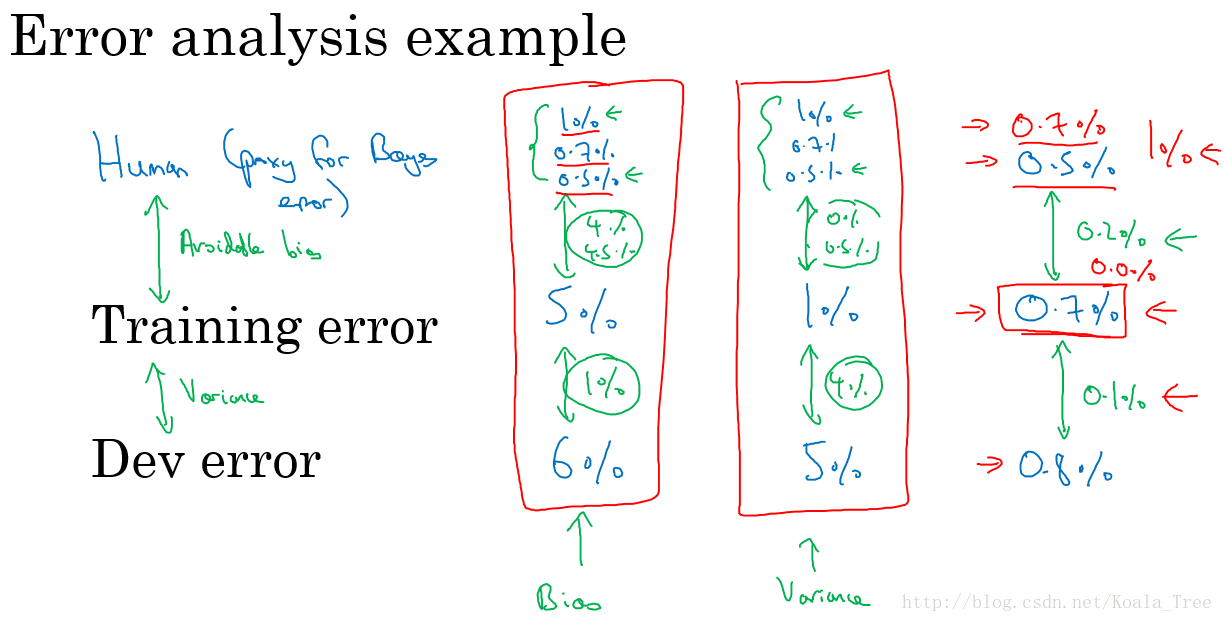 Error analysis example
Human (proxy for Bayes error)
Avoidable bias
Training error
Variance
Dev error
1%
0.7%
0.5%
4%
4.5%
5%
1%
6%
Bias
1%
0.7%
0.5%
0%
0.5%
1%
4%
5%
Variance
0.7%
0.5%
1%
0.2%
0.0%
0.7%
0.1%
0.8%
http://blog.csdn.net/Koala_Tree